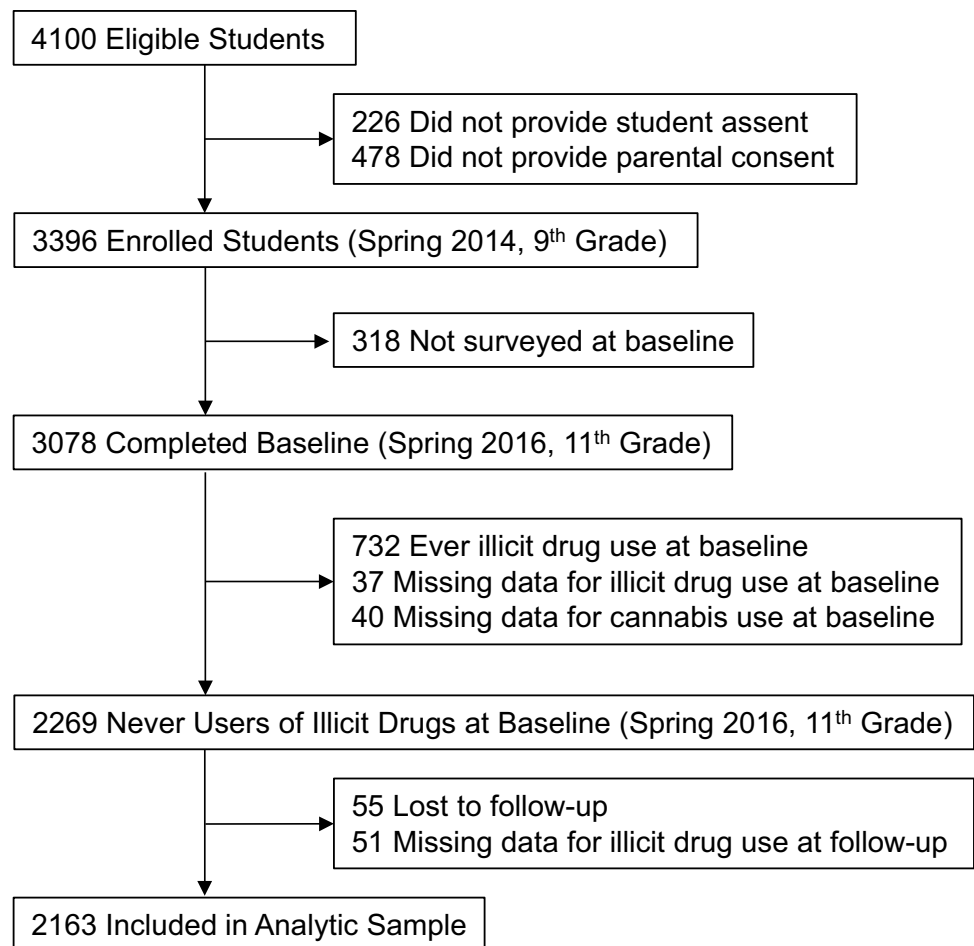 4100 Eligible Students
226 Did not provide student assent
478 Did not provide parental consent
3396 Enrolled Students (Spring 2014, 9th Grade)
318 Not surveyed at baseline
3078 Completed Baseline (Spring 2016, 11th Grade)
732 Ever illicit drug use at baseline
37 Missing data for illicit drug use at baseline
40 Missing data for cannabis use at baseline
2269 Never Users of Illicit Drugs at Baseline (Spring 2016, 11th Grade)
55 Lost to follow-up
51 Missing data for illicit drug use at follow-up
2163 Included in Analytic Sample